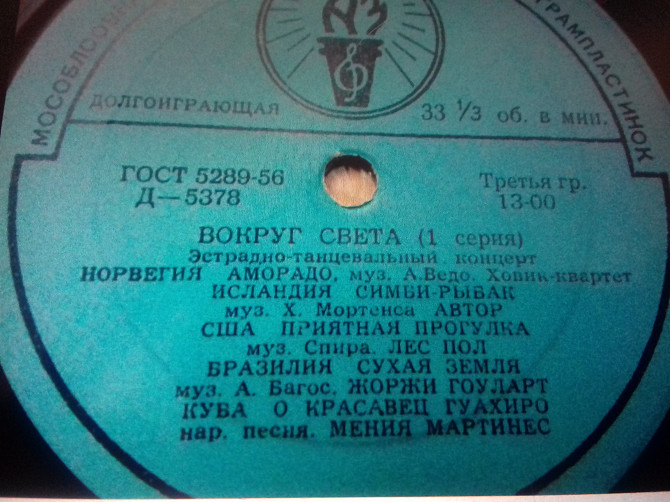 МОСОБЛСОВНА
АЗ
ГРАМПЛАСТИНОК
ДОЛГОИГРАЮЩАЯ
33 1/3 об. в мин.
ГОСТ 5289-56
Третья гр.
Д—5378
13-00
ВОКРУГ СВЕТА (1 серия)
Эстрадно-танцевальный концерт
НОРВЕГИЯ АМОРАДО, муз. А.Ведо. Ховик-квартет
ИСЛАНДИЯ СИМБИ-РЫБАК
муз. Х. Мортенса АВТОР
США ПРИЯТНАЯ ПРОГУЛКА
муз. Спира. ЛЕС ПОЛ
БРАЗИЛИЯ СУХАЯ ЗЕМЛЯ
муз. А. Багос. ЖОРЖИ ГОУЛАРТ
КУБА О КРАСАВЕЦ ГУАХИРО
нар. песня. МЕНИЯ МАРТИНЕС